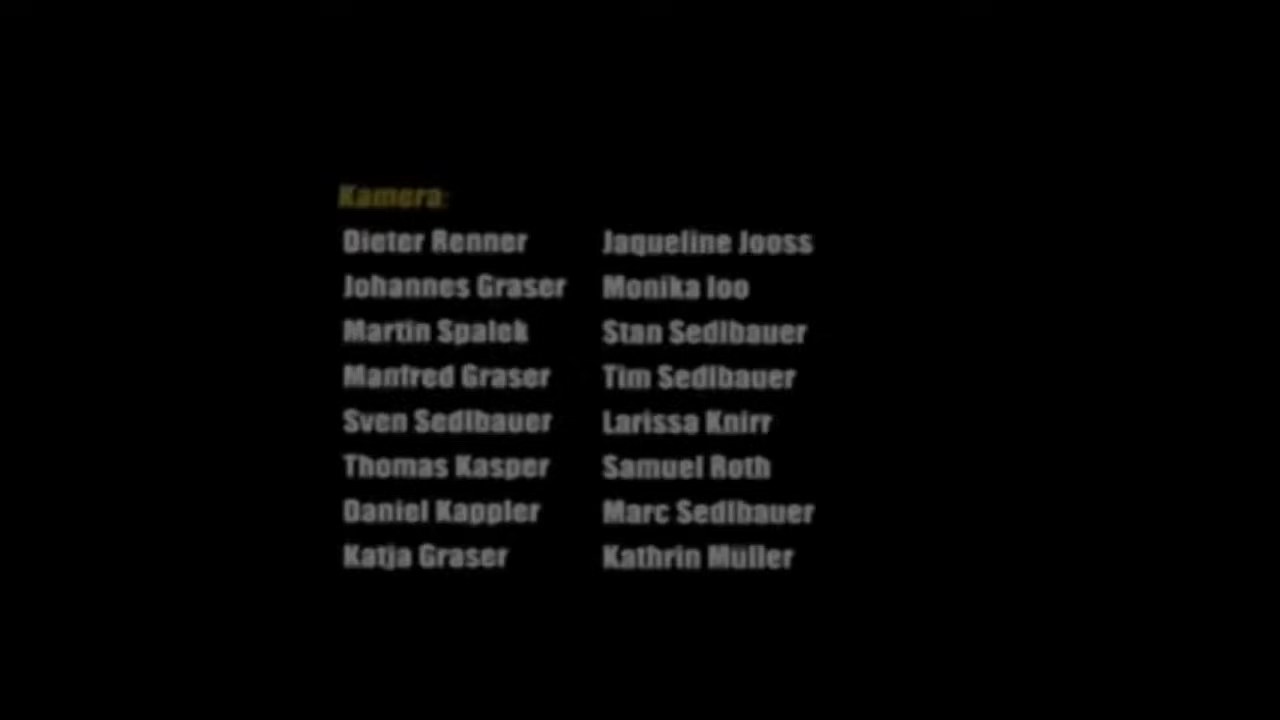 Kamera:
Dieter Renner Jaqueline Jooss
Johannes Graser Monika Ioo
Martin Spalek Stan Sedlbauer
Manfred Graser Tim Sedlbauer
Sven Sedlbauer Larissa Knirr
Thomas Kasper Samuel Roth
Daniel Kappler Marc Sedlbauer
Katja Graser Kathrin Müller